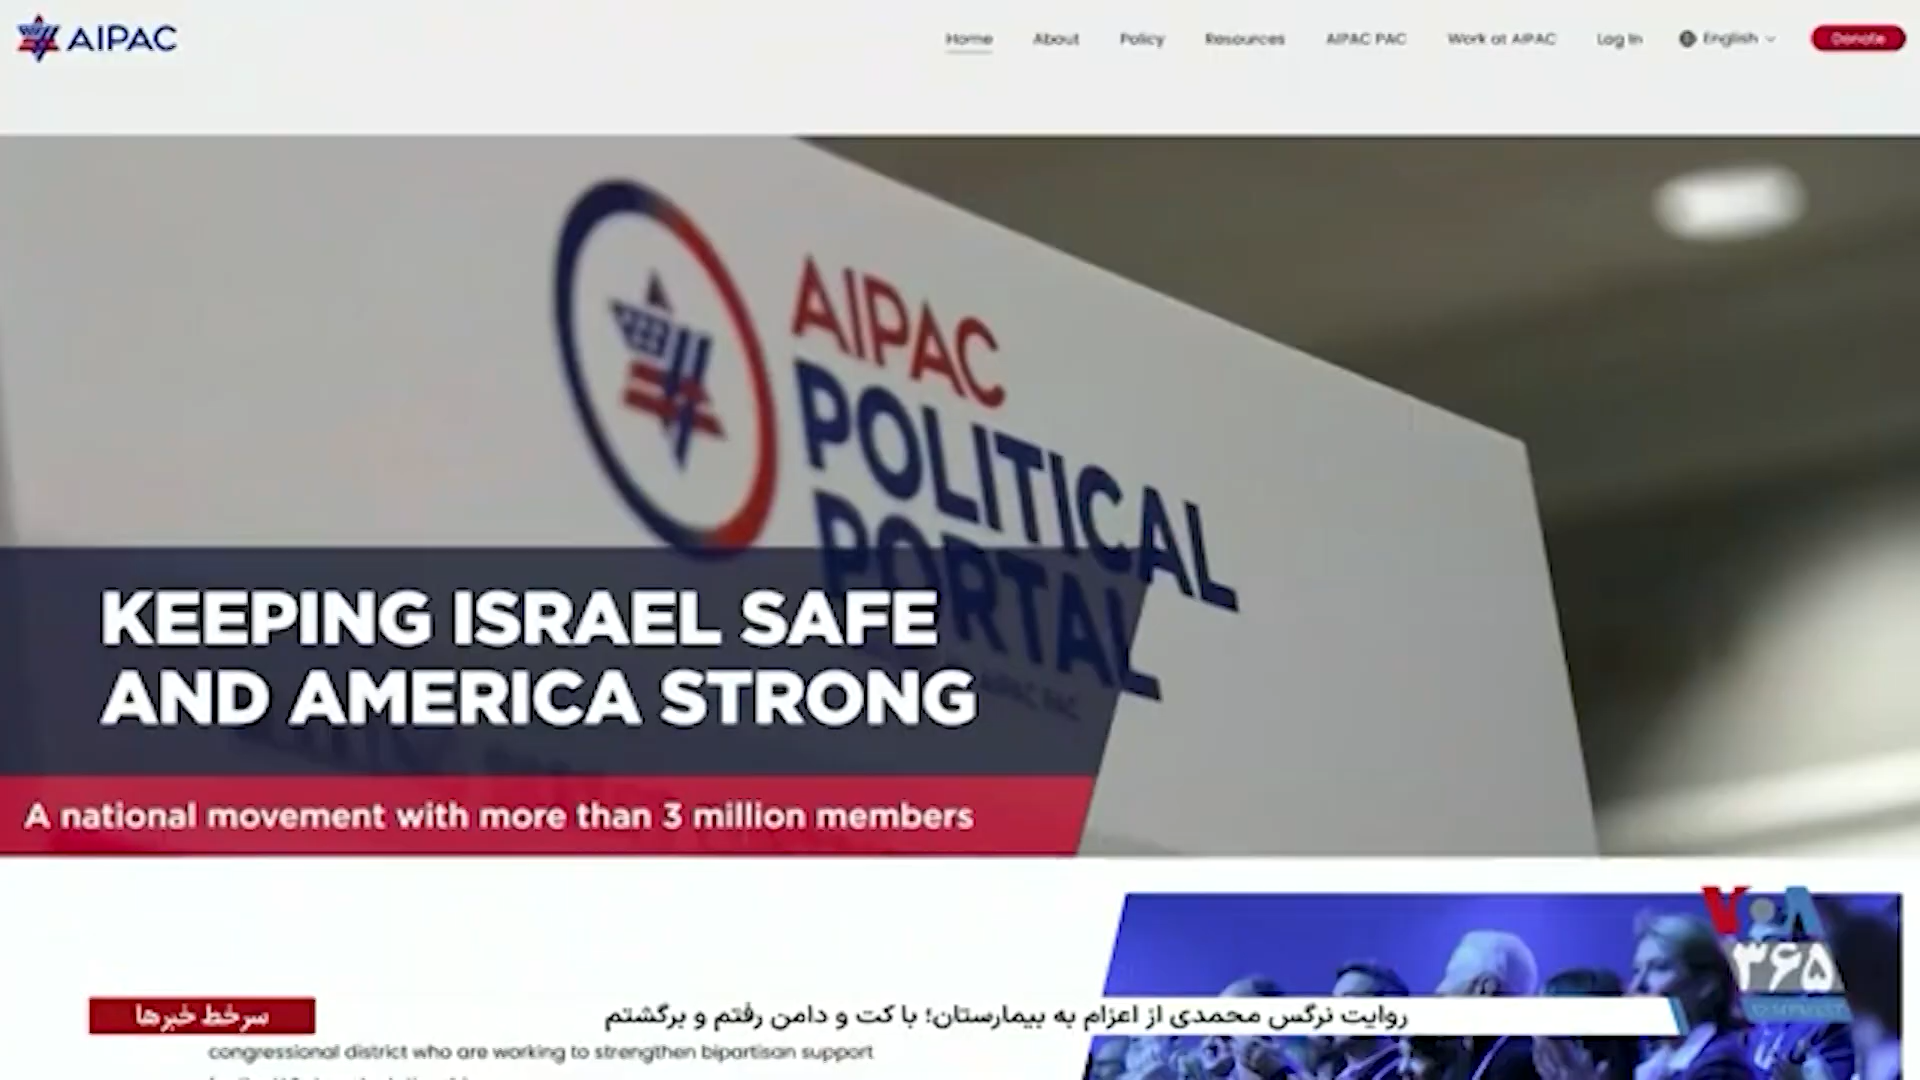 AIPAC
Home About Policy Resources AIPAC PAC Work at AIPAC Log In English Donate
AIPAC
POLITICAL
PORTAL
AIPAC PAC
KEEPING ISRAEL SAFE
AND AMERICA STRONG
A national movement with more than 3 million members
VOA
۳۶۵
سرخط خبرها
روایت نرگس محمدی از اعزام به بیمارستان؛ با کت و دامن رفتم و برگشتم
congressional district who are working to strengthen bipartisan support